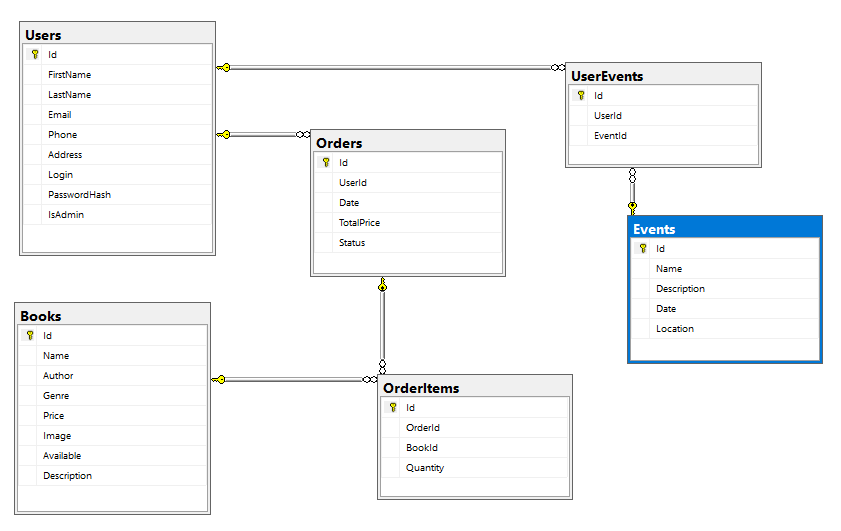 Users
Id
FirstName
LastName
Email
Phone
Address
Login
PasswordHash
IsAdmin
UserEvents
Id
UserId
EventId
Orders
Id
UserId
Date
TotalPrice
Status
Events
Id
Name
Description
Date
Location
Books
Id
Name
Author
Genre
Price
Image
Available
Description
OrderItems
Id
OrderId
BookId
Quantity